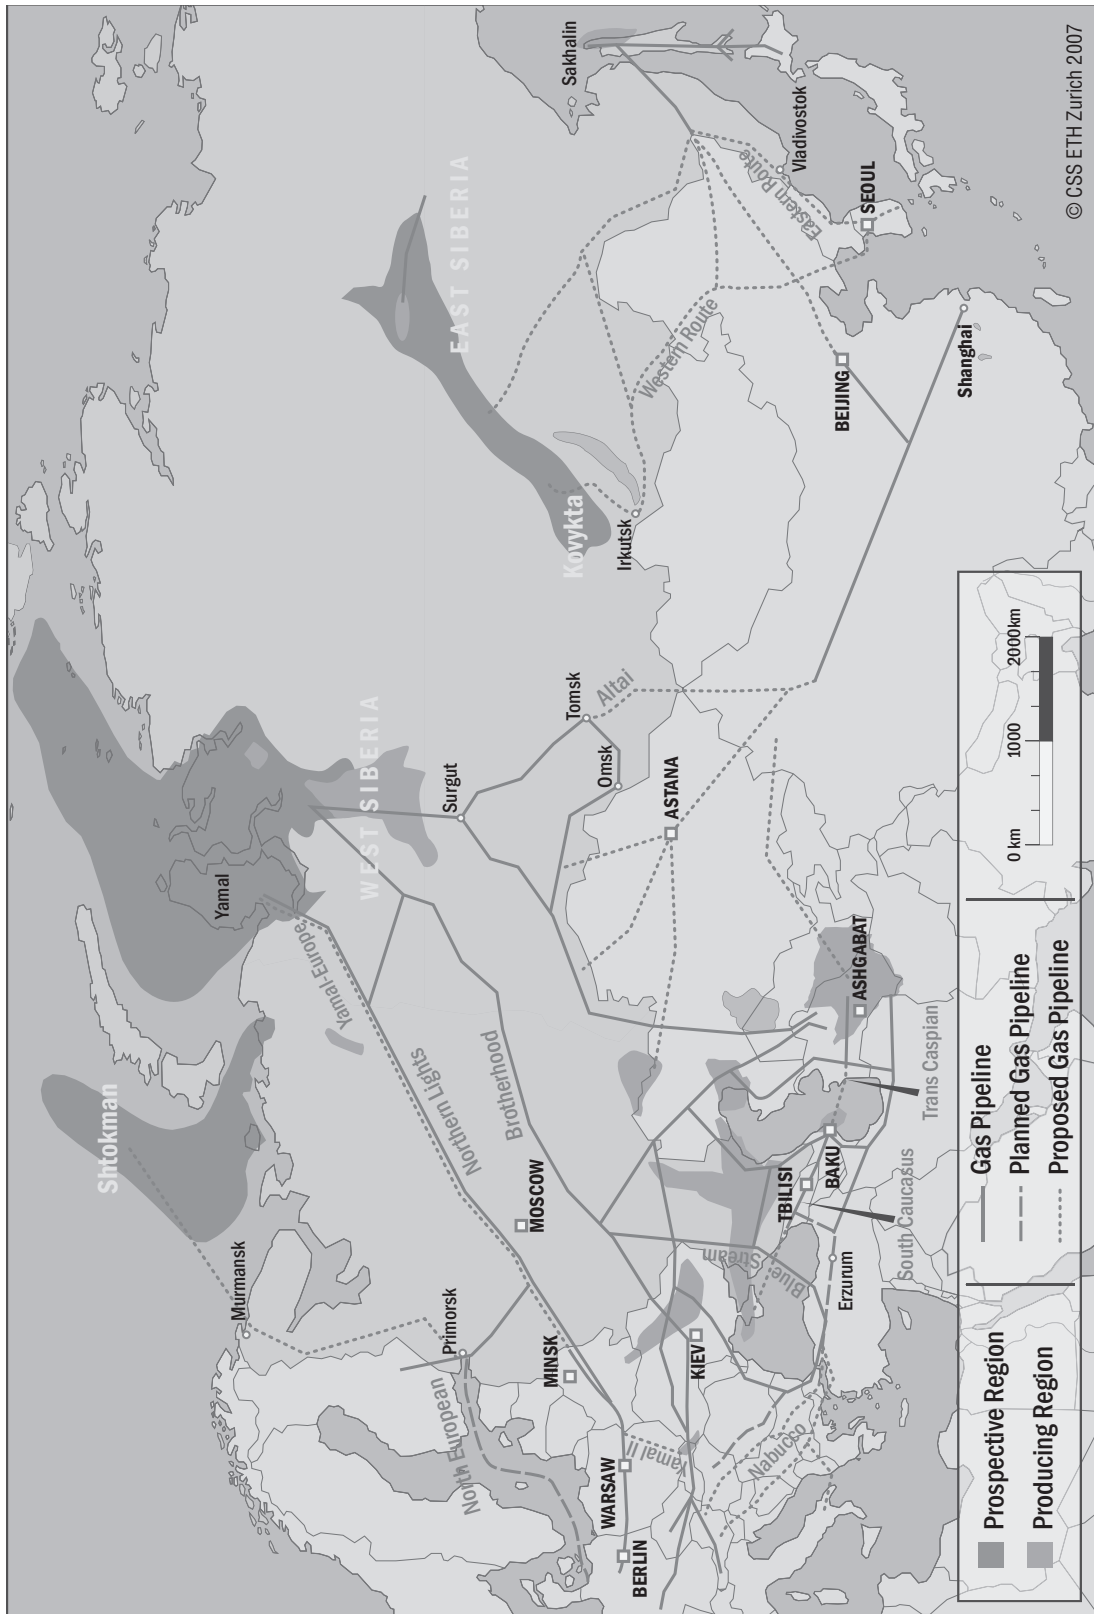 Shtokman
Yamal
WEST SIBERIA
EAST SIBERIA
Kovykta
Sakhalin
Murmansk
Primorsk
North European
Yamal-Europe
Northern Lights
Brotherhood
MOSCOW
MINSK
WARSAW
BERLIN
Yamal II
KIEV
Nabucco
Blue
Stream
Erzurum
TBILISI
BAKU
South Caucasus
Trans Caspian
ASHGABAT
Surgut
Omsk
Tomsk
Altai
ASTANA
Irkutsk
Western Route
Eastern Route
Vladivostok
SEOUL
BEIJING
Shanghai
Prospective Region
Producing Region
Gas Pipeline
Planned Gas Pipeline
Proposed Gas Pipeline
0 km 1000 2000km
© CSS ETH Zurich 2007